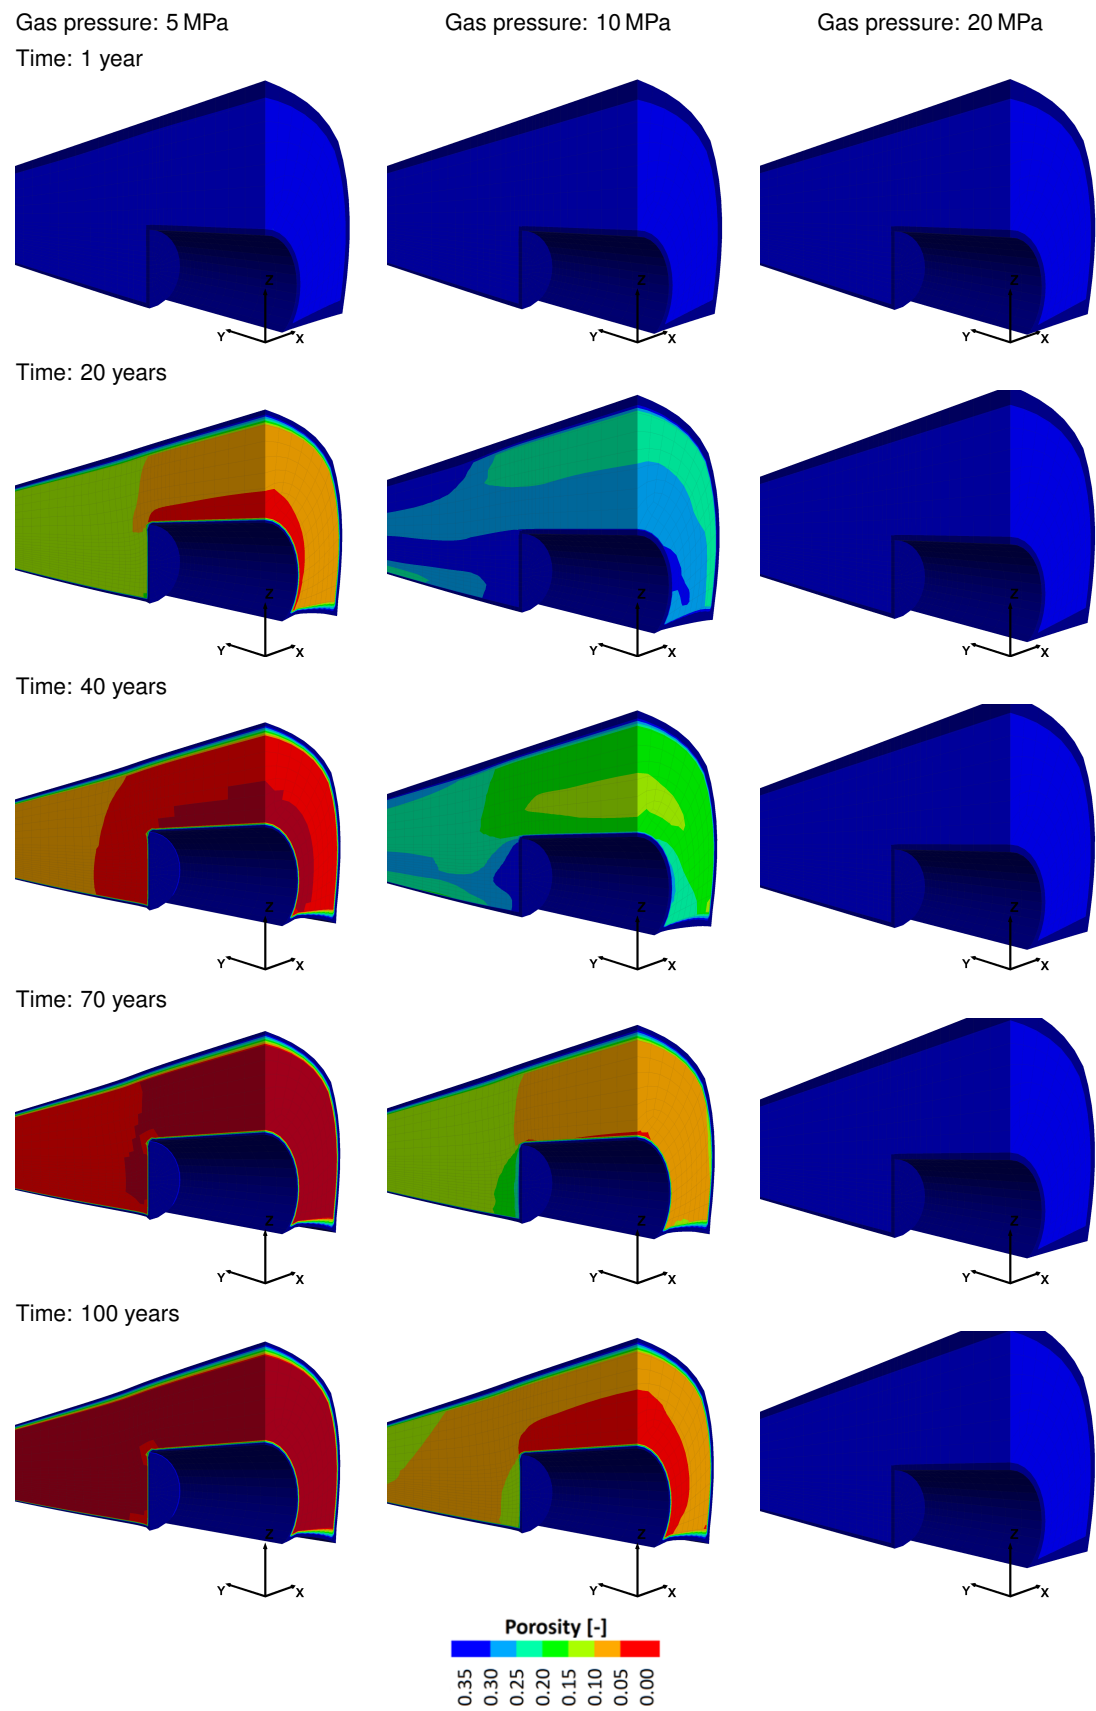 Gas pressure: 5 MPa Gas pressure: 10 MPa Gas pressure: 20 MPa
Time: 1 year
Z Y X Z Y X Z Y X
Time: 20 years
Z Y X Z Y X Z Y X
Time: 40 years
Z Y X Z Y X Z Y X
Time: 70 years
Z Y X Z Y X Z Y X
Time: 100 years
Z Y X Z Y X Z Y X
Porosity [-]
0.35 0.30 0.25 0.20 0.15 0.10 0.05 0.00